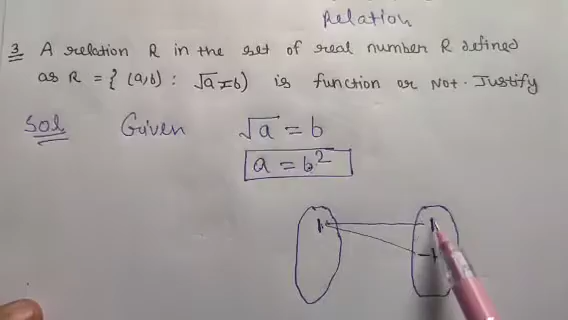 Relation
3 A relation R in the set of real number R defined
as R = { (a,b) : √a = b) is function or Not. Justify
Sol Given √a = b
a = b²
1 1
-1